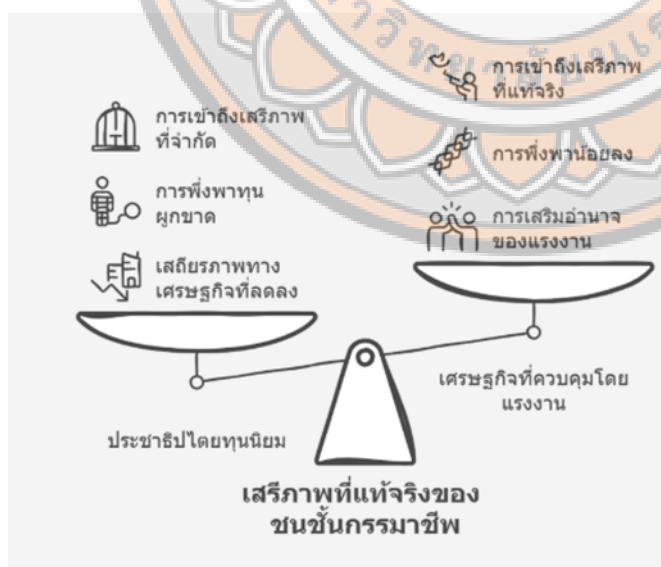 การเข้าถึงเสรีภาพ
ที่จำกัด
การพึ่งพาทุน
ผูกขาด
เสถียรภาพทาง
เศรษฐกิจที่ลดลง
การเข้าถึงเสรีภาพ
ที่แท้จริง
การพึ่งพาน้อยลง
การเสริมอำนาจ
ของแรงงาน
ประชาธิปไตยทุนนิยม
เศรษฐกิจที่ควบคุมโดย
แรงงาน
เสรีภาพที่แท้จริงของ
ชนชั้นกรรมาชีพ